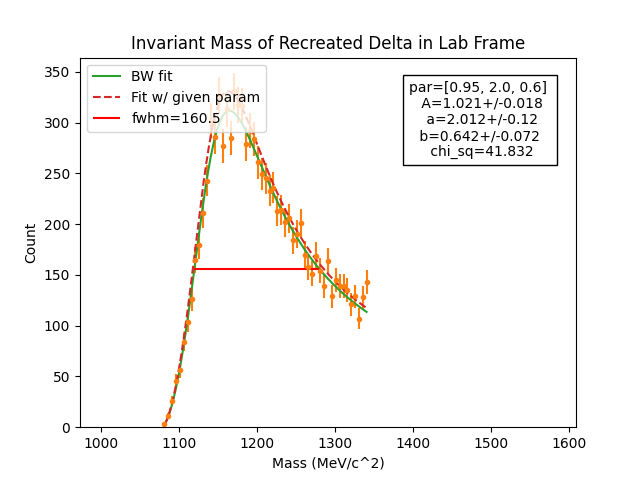 Invariant Mass of Recreated Delta in Lab Frame
BW fit
Fit w/ given param
fwhm=160.5
par=[0.95, 2.0, 0.6]
A=1.021+/-0.018
a=2.012+/-0.12
b=0.642+/-0.072
chi_sq=41.832
350
300
250
200
150
100
50
0
Count
1000 1100 1200 1300 1400 1500 1600
Mass (MeV/c^2)